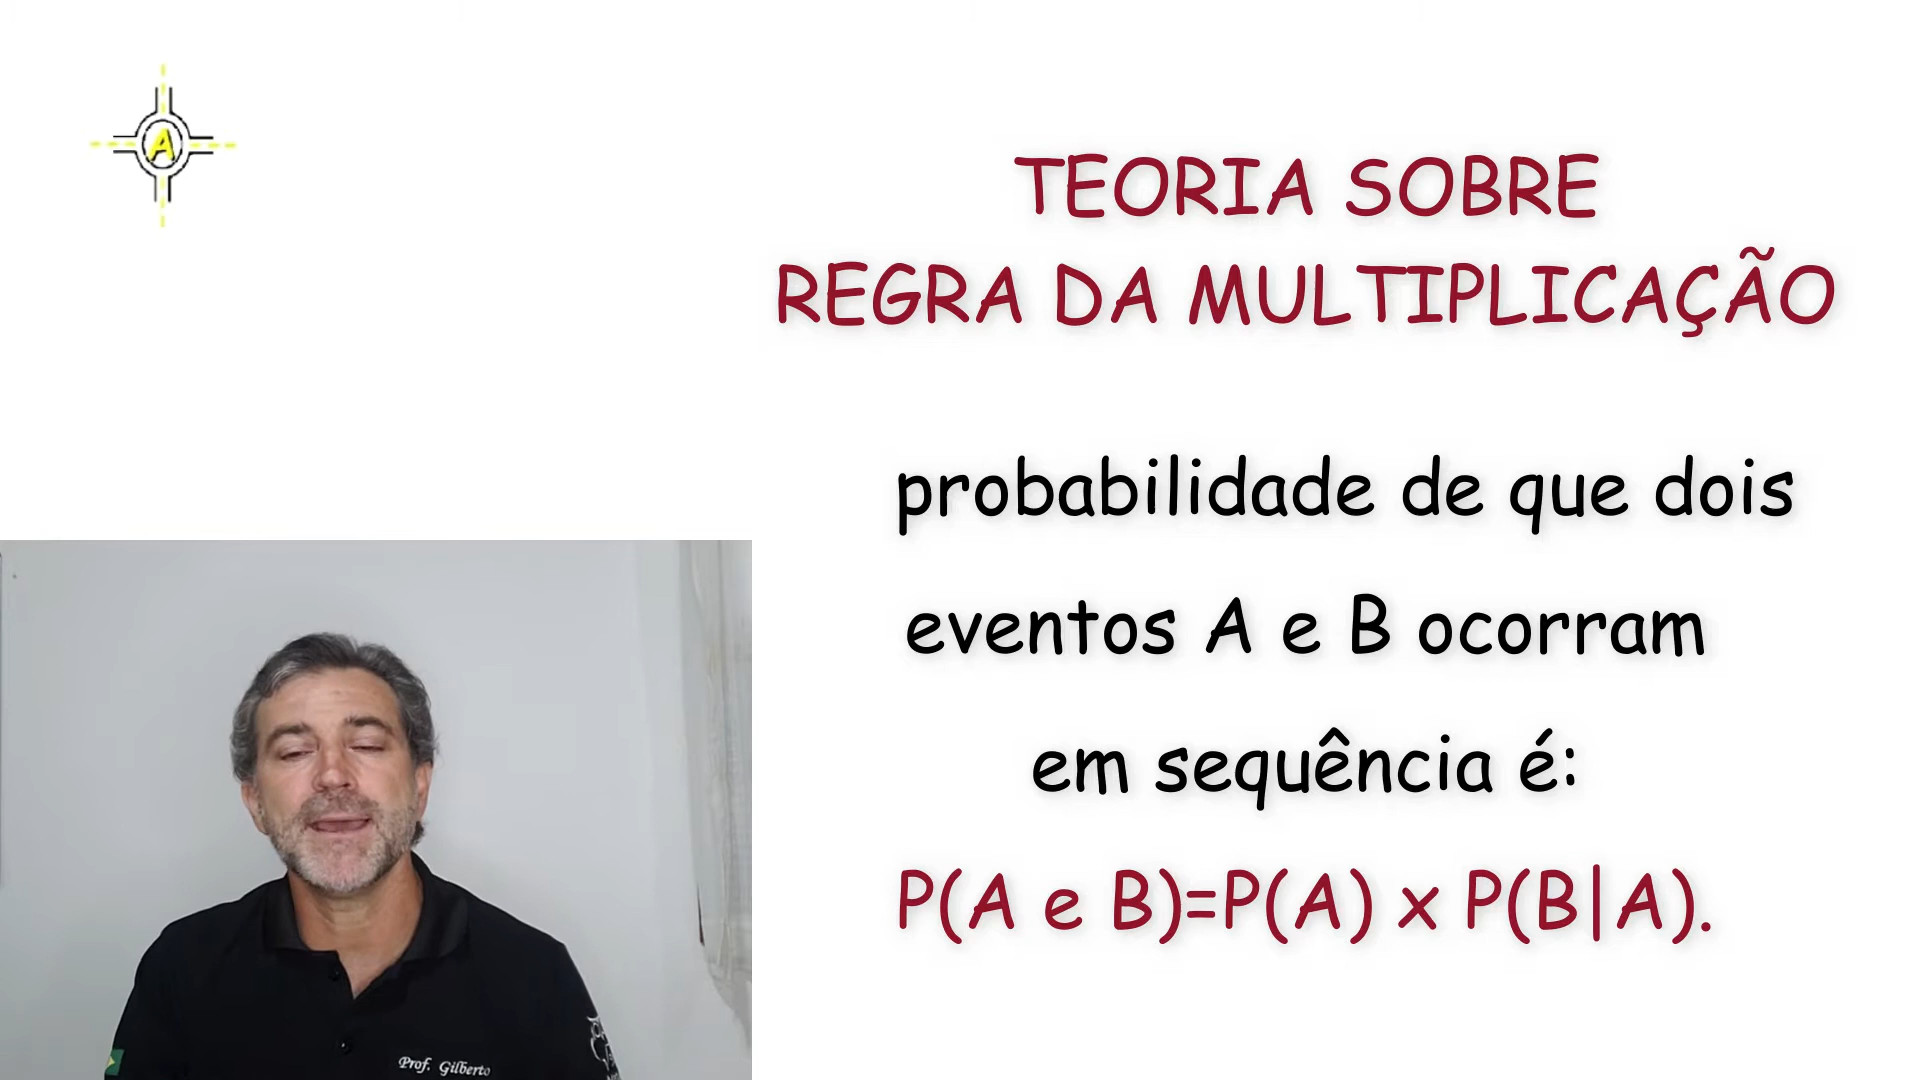 A
TEORIA SOBRE
REGRA DA MULTIPLICAÇÃO
probabilidade de que dois
eventos A e B ocorram
em sequência é:
P(A e B)=P(A) x P(B|A).
Prof. Gilberto